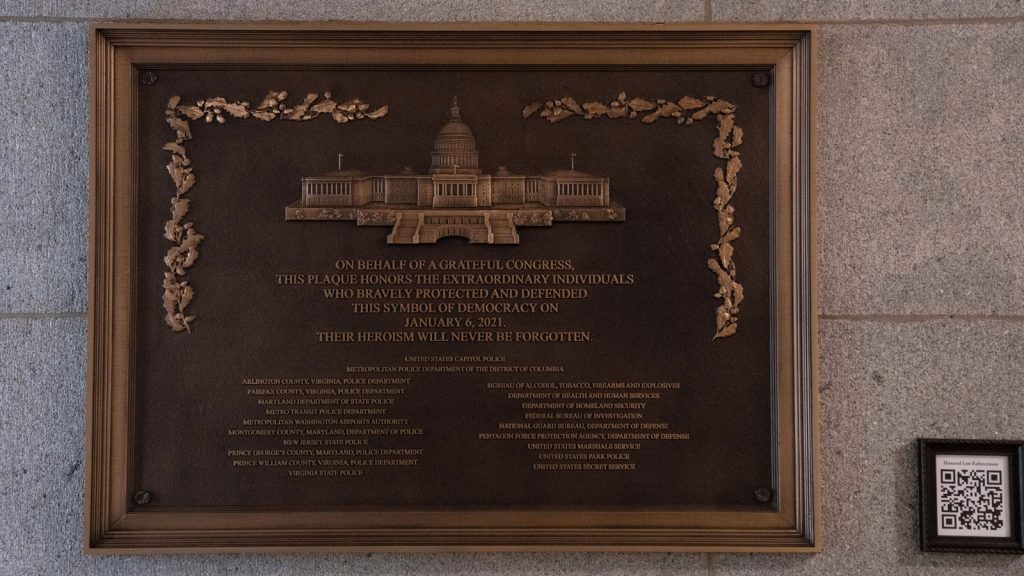 ON BEHALF OF A GRATEFUL CONGRESS,
THIS PLAQUE HONORS THE EXTRAORDINARY INDIVIDUALS
WHO BRAVELY PROTECTED AND DEFENDED
THIS SYMBOL OF DEMOCRACY ON
JANUARY 6, 2021.
THEIR HEROISM WILL NEVER BE FORGOTTEN.
UNITED STATES CAPITOL POLICE
METROPOLITAN POLICE DEPARTMENT OF THE DISTRICT OF COLUMBIA
ARLINGTON COUNTY, VIRGINIA, POLICE DEPARTMENT
FAIRFAX COUNTY, VIRGINIA, POLICE DEPARTMENT
MARYLAND DEPARTMENT OF STATE POLICE
METRO TRANSIT POLICE DEPARTMENT
METROPOLITAN WASHINGTON AIRPORTS AUTHORITY
MONTGOMERY COUNTY, MARYLAND, DEPARTMENT OF POLICE
NEW JERSEY STATE POLICE
PRINCE GEORGE'S COUNTY, MARYLAND, POLICE DEPARTMENT
PRINCE WILLIAM COUNTY, VIRGINIA, POLICE DEPARTMENT
VIRGINIA STATE POLICE
BUREAU OF ALCOHOL, TOBACCO, FIREARMS AND EXPLOSIVES
DEPARTMENT OF HEALTH AND HUMAN SERVICES
DEPARTMENT OF HOMELAND SECURITY
FEDERAL BUREAU OF INVESTIGATION
NATIONAL GUARD BUREAU, DEPARTMENT OF DEFENSE
PENTAGON FORCE PROTECTION AGENCY, DEPARTMENT OF DEFENSE
UNITED STATES MARSHALS SERVICE
UNITED STATES PARK POLICE
UNITED STATES SECRET SERVICE
Honored Law Enforcement